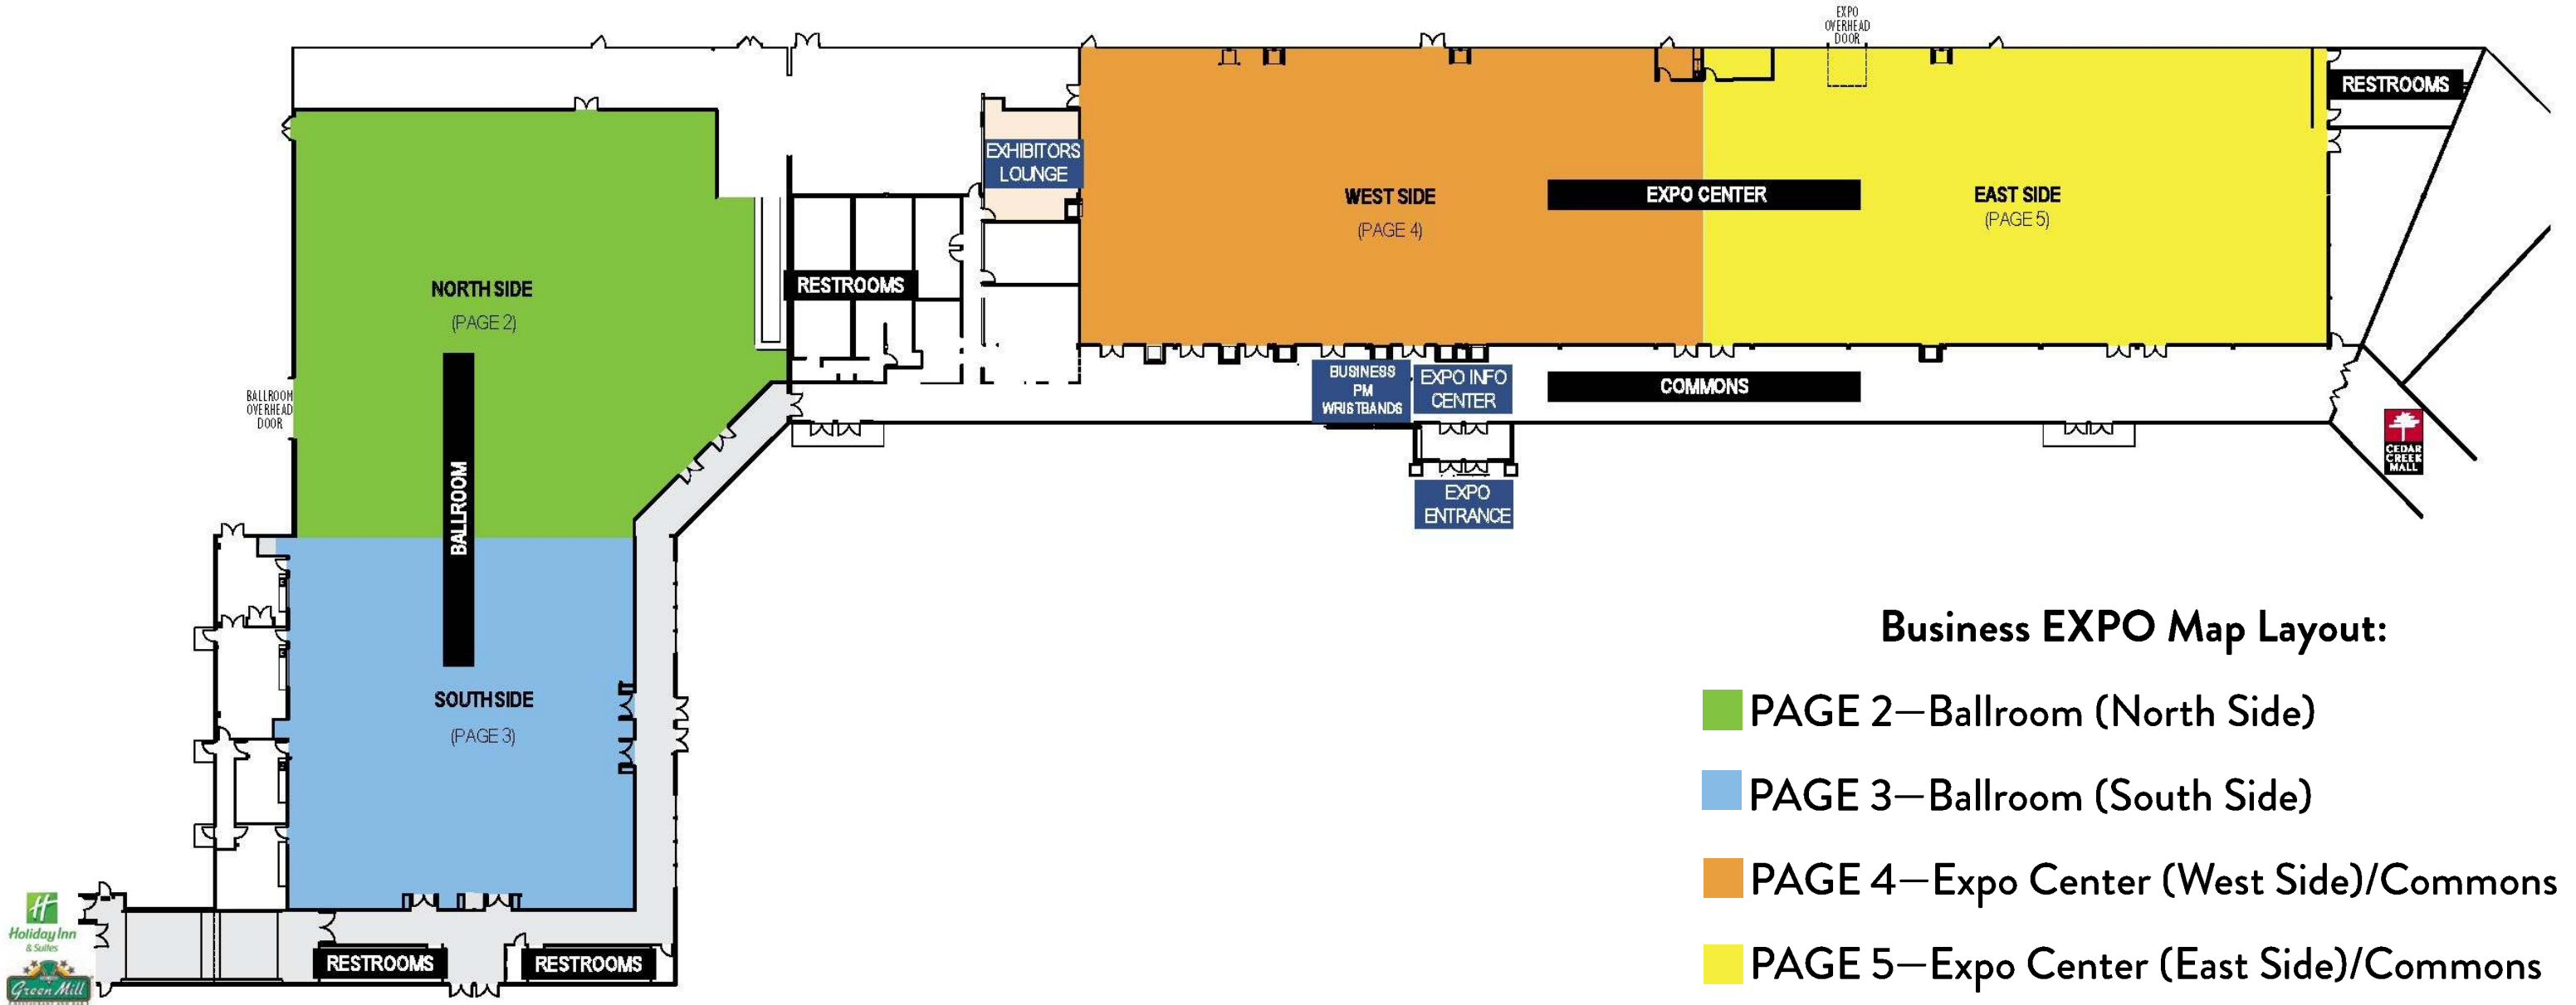 EXPO
OVERHEAD
DOOR
RESTROOMS
EXHIBITORS
LOUNGE
WEST SIDE
(PAGE 4)
EXPO CENTER
EAST SIDE
(PAGE 5)
NORTH SIDE
(PAGE 2)
RESTROOMS
BALLROOM
OVERHEAD
DOOR
BUSINESS
PM
WRISTBANDS
EXPO INFO
CENTER
COMMONS
CEDAR
CREEK
MALL
BALLROOM
EXPO
ENTRANCE
SOUTH SIDE
(PAGE 3)
Business EXPO Map Layout:
PAGE 2—Ballroom (North Side)
PAGE 3—Ballroom (South Side)
PAGE 4—Expo Center (West Side)/Commons
PAGE 5—Expo Center (East Side)/Commons
H
Holiday Inn
& Suites
Green Mill
RESTROOMS
RESTROOMS